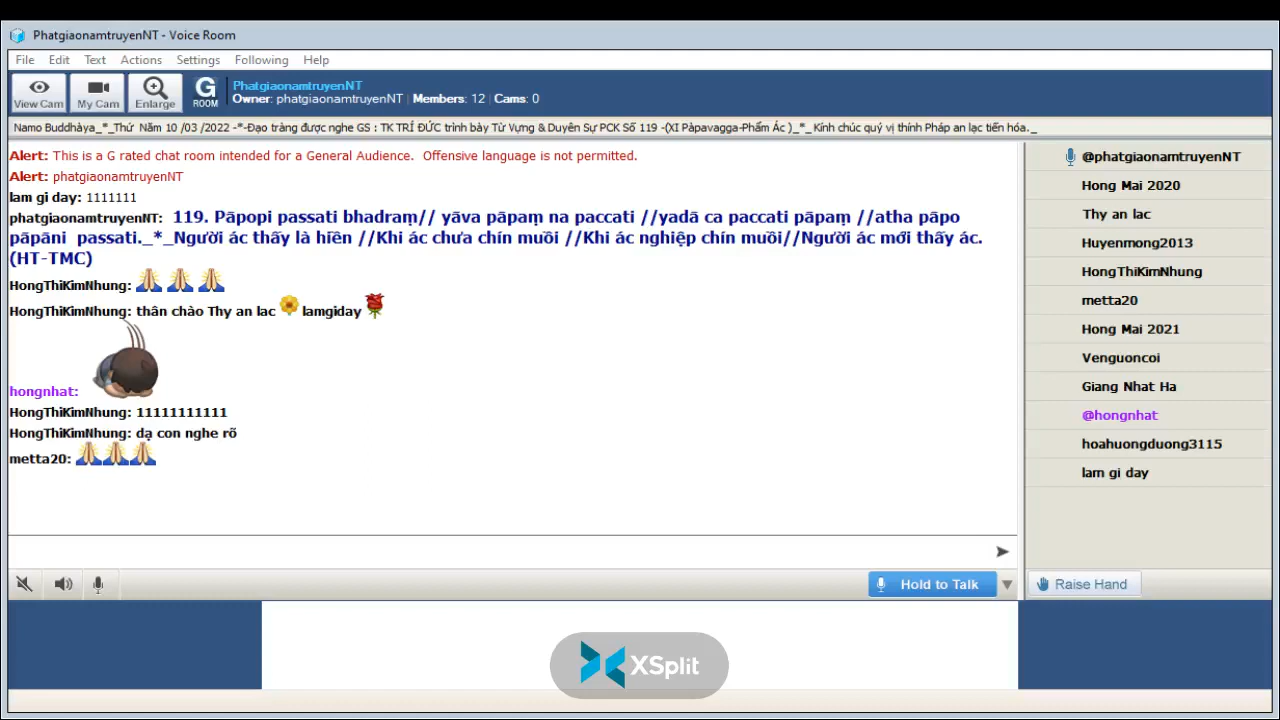 PhatgiaonamtruyenNT - Voice Room
File Edit Text Actions Settings Following Help
View Cam My Cam Enlarge G ROOM
PhatgiaonamtruyenNT
Owner: phatgiaonamtruyenNT | Members: 12 | Cams: 0
Namo Buddhàya_*_Thứ Năm 10 /03 /2022 -*-Đạo tràng được nghe GS : TK TRÍ ĐỨC trình bày Từ Vựng & Duyên Sự PCK Số 119 -(XI Pàpavagga-Phẩm Ác )_*_ Kính chúc quý vị thính Pháp an lạc tiến hóa._
Alert: This is a G rated chat room intended for a General Audience. Offensive language is not permitted.
Alert: phatgiaonamtruyenNT
lam gi day: 1111111
phatgiaonamtruyenNT: 119. Pāpopi passati bhadraṃ// yāva pāpaṃ na paccati //yadā ca paccati pāpaṃ //atha pāpo
pāpāni passati._*_Người ác thấy là hiền //Khi ác chưa chín muồi //Khi ác nghiệp chín muồi//Người ác mới thấy ác.
(HT-TMC)
HongThiKimNhung:
HongThiKimNhung: thân chào Thy an lac lamgiday
hongnhat:
HongThiKimNhung: 11111111111
HongThiKimNhung: dạ con nghe rõ
metta20:
@phatgiaonamtruyenNT
Hong Mai 2020
Thy an lac
Huyenmong2013
HongThiKimNhung
metta20
Hong Mai 2021
Venguoncoi
Giang Nhat Ha
@hongnhat
hoahuongduong3115
lam gi day
Hold to Talk
Raise Hand
XSplit